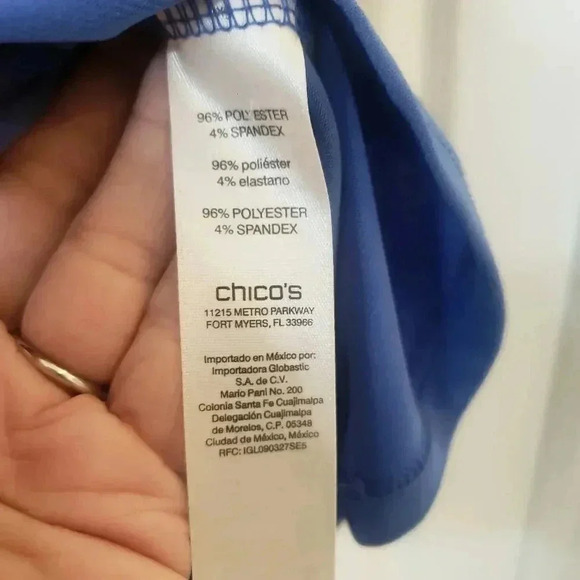 96% POLYESTER
4% SPANDEX
96% poliéster
4% elastano
96% POLYESTER
4% SPANDEX
chico's
11215 METRO PARKWAY
FORT MYERS, FL 33966
Importado en México por:
Importadora Globastic
S.A. de C.V.
Mario Pani No. 200
Colonia Santa Fe Cuajimalpa
Delegación Cuajimalpa
de Morelos, C.P. 05348
Ciudad de México, México
RFC: IGL090327SE5